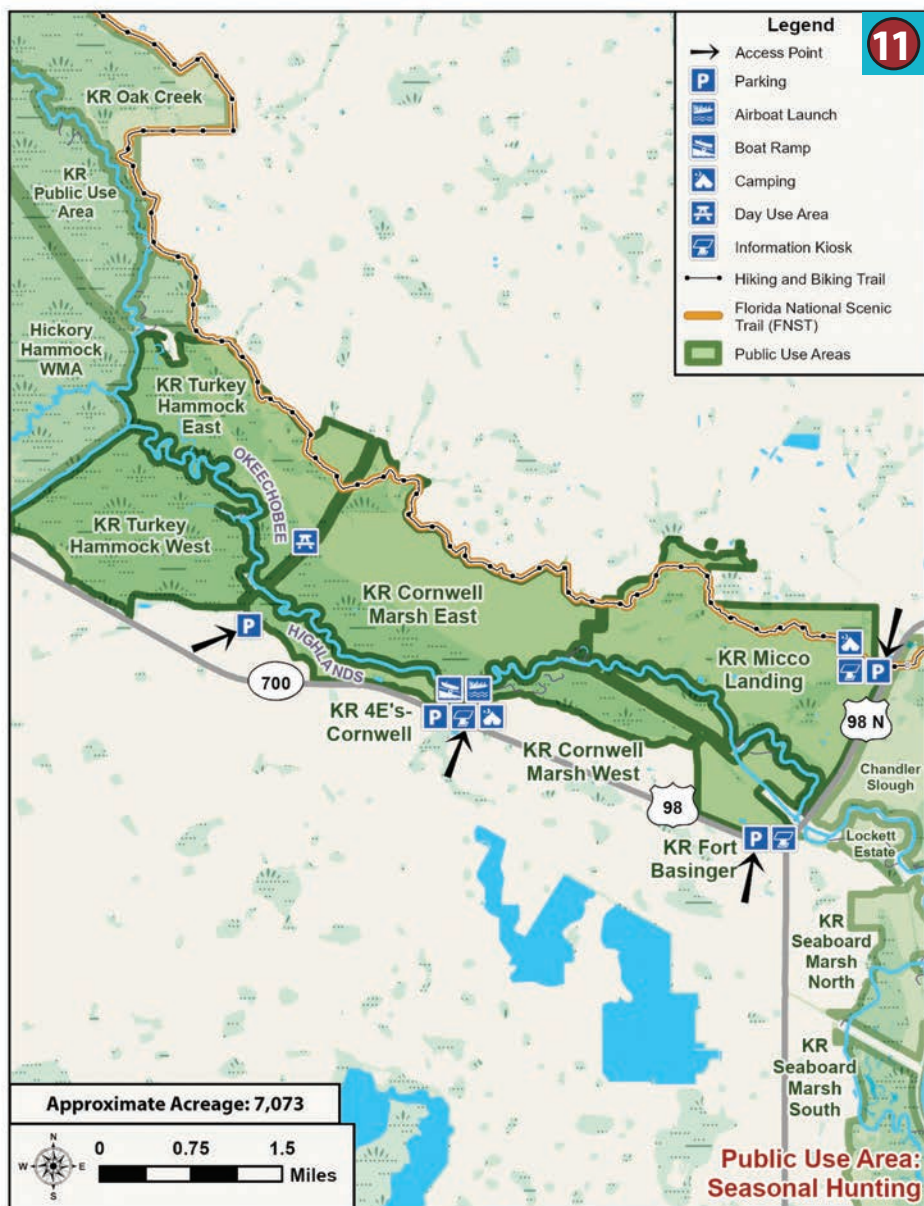 Legend
11
Access Point
P
Parking
Airboat Launch
Boat Ramp
Camping
Day Use Area
Information Kiosk
Hiking and Biking Trail
Florida National Scenic
Trail (FNST)
Public Use Areas
KR Oak Creek
KR
Public Use
Area
Hickory
Hammock
WMA
KR Turkey
Hammock
East
OKEECHOBEE
KR Turkey
Hammock West
KR Cornwell
Marsh East
HIGHLANDS
P
700
KR Micco
Landing
P
98 N
KR 4E's-
Cornwell
P
KR Cornwell
Marsh West
98
Chandler
Slough
KR Fort
Basinger
P
Lockett
Estate
KR
Seaboard
Marsh
North
KR
Seaboard
Marsh
South
Approximate Acreage: 7,073
N
W
E
S
0 0.75 1.5
Miles
Public Use Area:
Seasonal Hunting